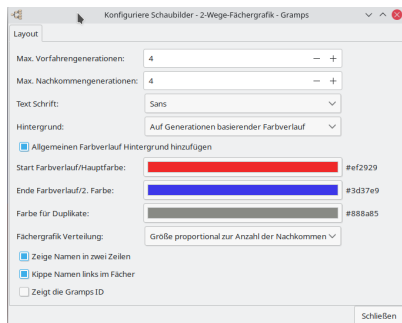 Konfiguriere Schaubilder - 2-Wege-Fächergrafik - Gramps
Layout
Max. Vorfahrengenerationen: 4
Max. Nachkommengenerationen: 4
Text Schrift: Sans
Hintergrund: Auf Generationen basierender Farbverlauf
Allgemeinen Farbverlauf Hintergrund hinzufügen
Start Farbverlauf/Hauptfarbe: #ef2929
Ende Farbverlauf/2. Farbe: #3d37e9
Farbe für Duplikate: #888a85
Fächergrafik Verteilung: Größe proportional zur Anzahl der Nachkommen
Zeige Namen in zwei Zeilen
Kippe Namen links im Fächer
Zeigt die Gramps ID
Schließen